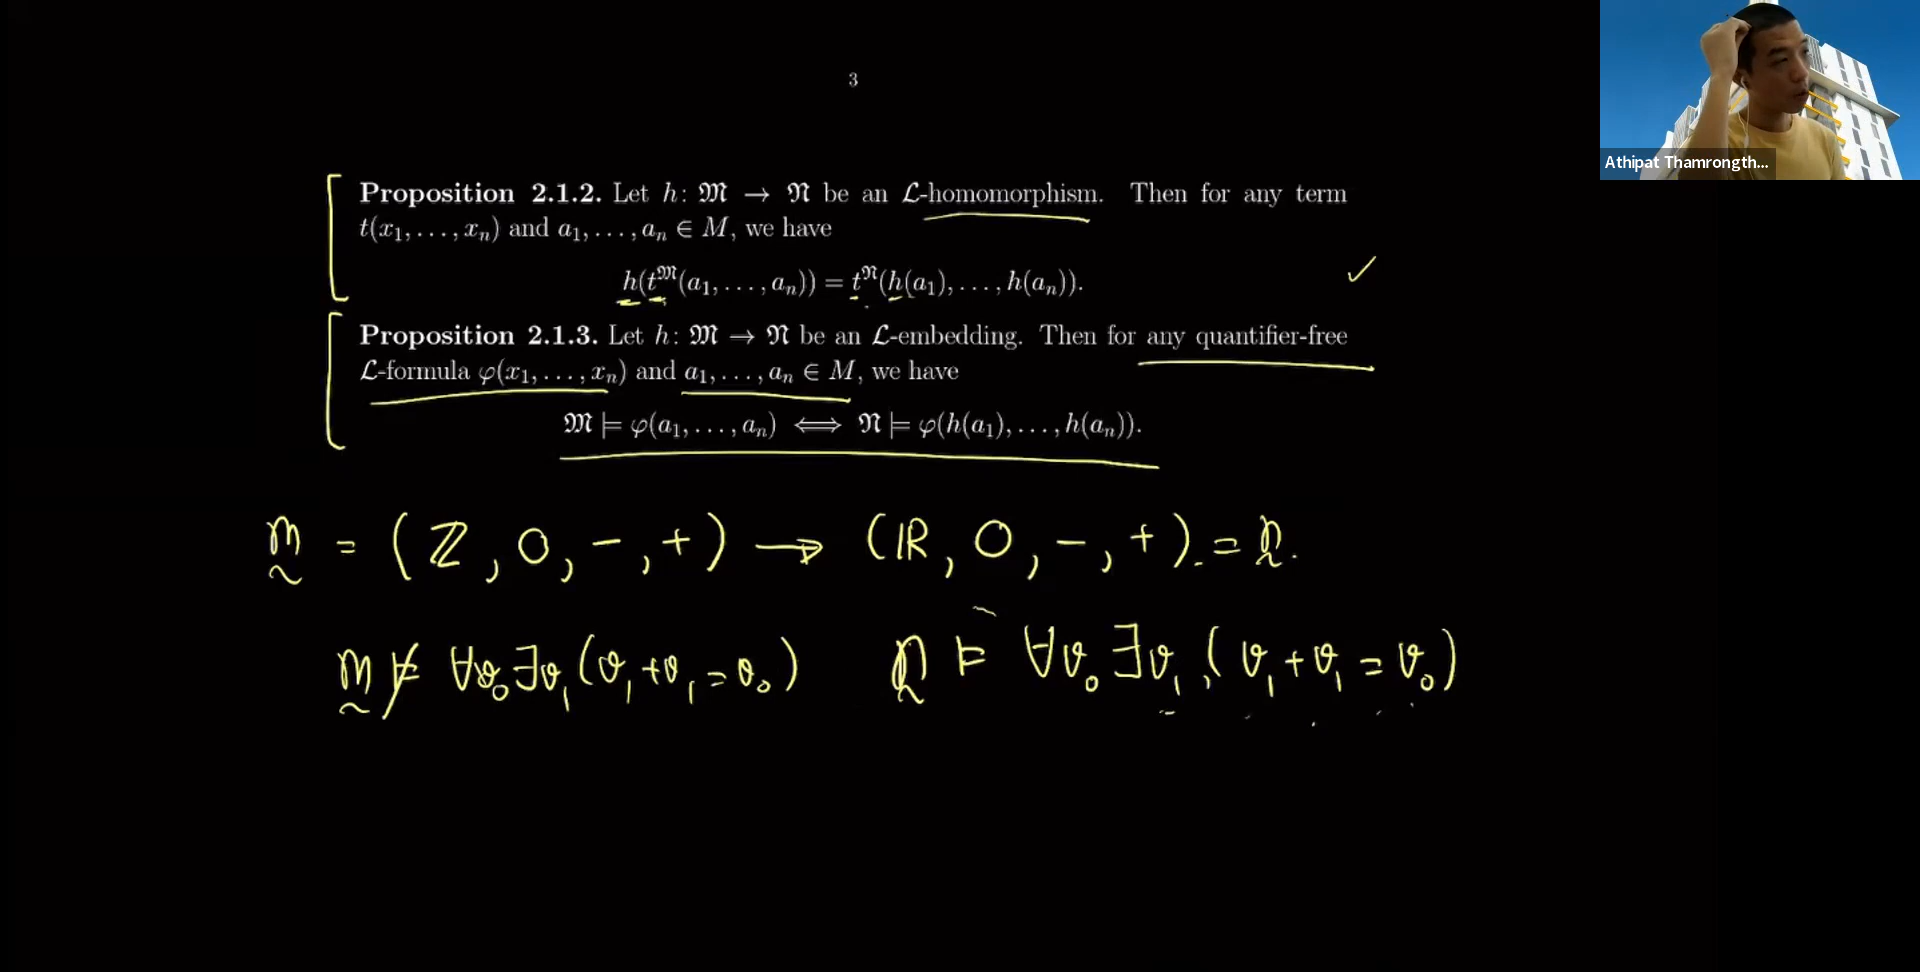 3
Athipat Thamrongth...
Proposition 2.1.2. Let h: 𝔐 → 𝔑 be an ℒ-homomorphism. Then for any term
t(x₁, . . . , xₙ) and a₁, . . . , aₙ ∈ M, we have
h(t^𝔐(a₁, . . . , aₙ)) = t^𝔑(h(a₁), . . . , h(aₙ)).
Proposition 2.1.3. Let h: 𝔐 → 𝔑 be an ℒ-embedding. Then for any quantifier-free
ℒ-formula φ(x₁, . . . , xₙ) and a₁, . . . , aₙ ∈ M, we have
𝔐 ⊨ φ(a₁, . . . , aₙ) ⟺ 𝔑 ⊨ φ(h(a₁), . . . , h(aₙ)).
𝔐 = (ℤ, 0, −, +) → (ℝ, 0, −, +). = 𝔑.
𝔐 ⊭ ∀v₀∃v₁(v₁+v₁=v₀) 𝔑 ⊨ ∀v₀∃v₁(v₁+v₁=v₀)